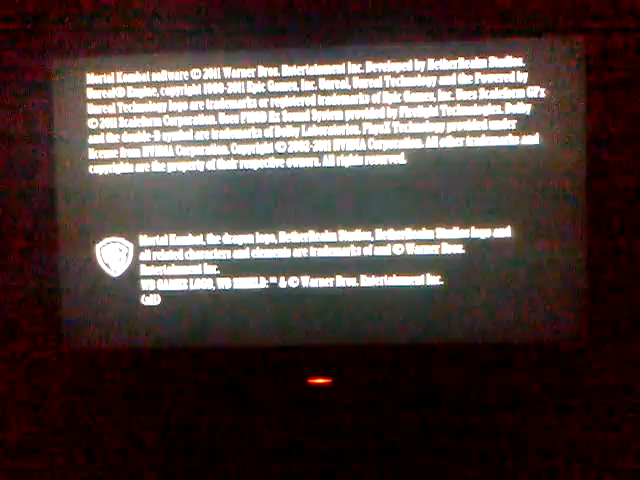 Mortal Kombat software © 2011 Warner Bros. Entertainment Inc. Developed by NetherRealm Studios.
Unreal® Engine, copyright 1998-2011 Epic Games, Inc. Unreal, Unreal Technology and the Powered by
Unreal Technology logo are trademarks or registered trademarks of Epic Games, Inc. Uses Scaleform GFx
© 2011 Scaleform Corporation. Uses FMOD Ex Sound System provided by Firelight Technologies. Dolby
and the double-D symbol are trademarks of Dolby Laboratories. PhysX Technology provided under
license from NVIDIA Corporation. Copyright © 2002-2011 NVIDIA Corporation. All other trademarks and
copyrights are the property of their respective owners. All rights reserved.
Mortal Kombat, the dragon logo, NetherRealm Studios, NetherRealm Studios logo and
all related characters and elements are trademarks of and © Warner Bros.
Entertainment Inc.
WB GAMES LOGO, WB SHIELD: ™ & © Warner Bros. Entertainment Inc.
(s11)